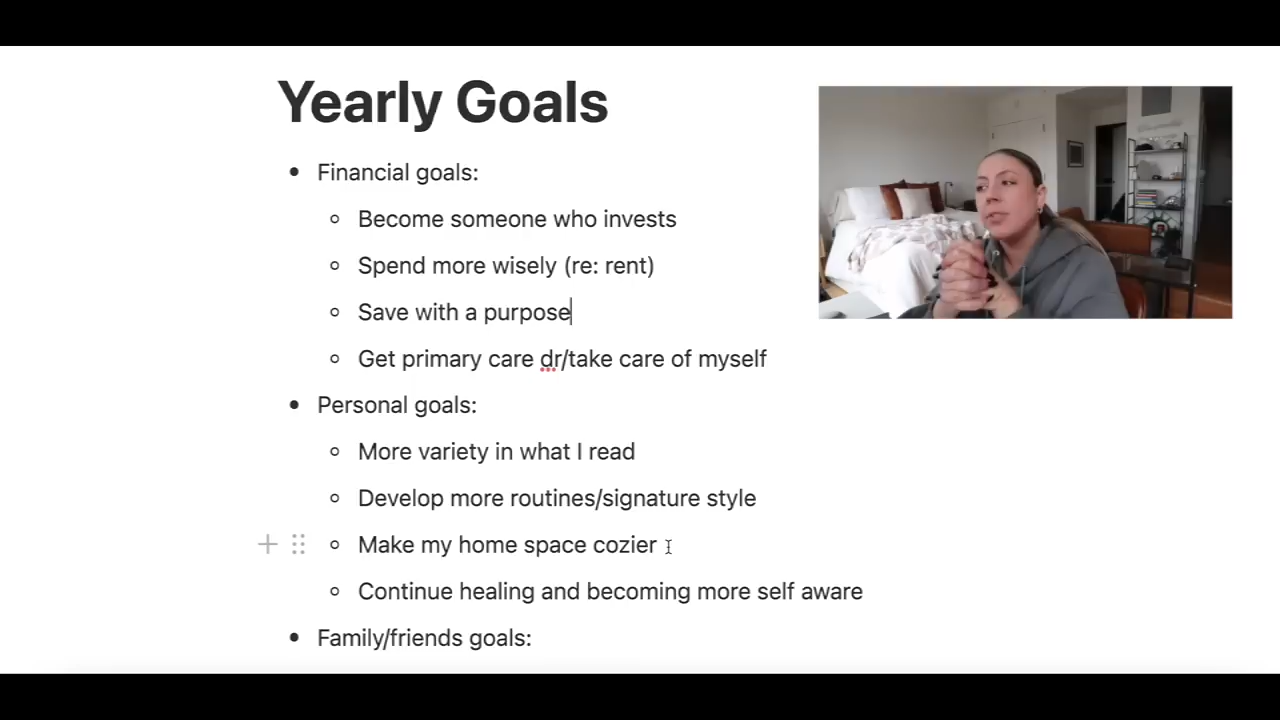 Yearly Goals
Financial goals:
Become someone who invests
Spend more wisely (re: rent)
Save with a purpose
Get primary care dr/take care of myself
Personal goals:
More variety in what I read
Develop more routines/signature style
Make my home space cozier
Continue healing and becoming more self aware
Family/friends goals: